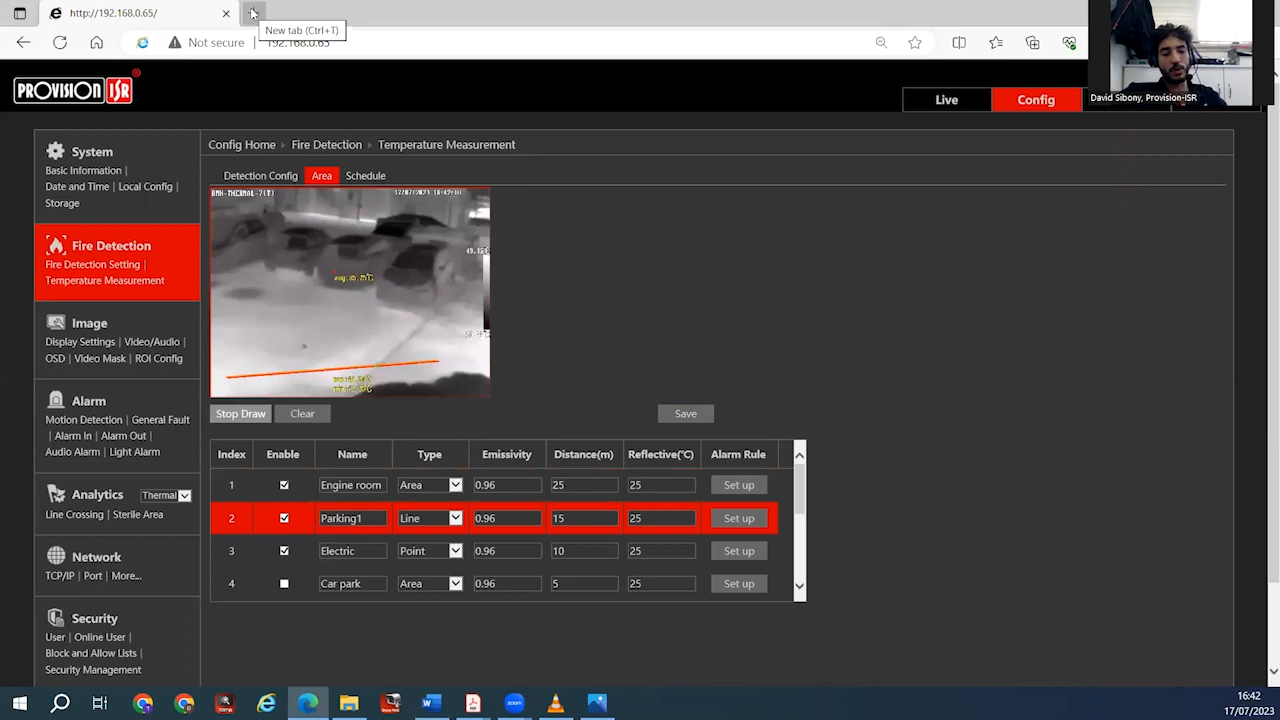 http://192.168.0.65/
New tab (Ctrl+T)
Not secure
192.168.0.65
David Sibony, Provision-ISR
PROVISION ISR®
Live
Config
System
Basic Information |
Date and Time | Local Config |
Storage
Fire Detection
Fire Detection Setting |
Temperature Measurement
Image
Display Settings | Video/Audio |
OSD | Video Mask | ROI Config
Alarm
Motion Detection | General Fault
| Alarm In | Alarm Out |
Audio Alarm | Light Alarm
Analytics Thermal
Line Crossing | Sterile Area
Network
TCP/IP | Port | More...
Security
User | Online User |
Block and Allow Lists |
Security Management
Config Home Fire Detection Temperature Measurement
Detection Config Area Schedule
Stop Draw Clear Save
Index Enable Name Type Emissivity Distance(m) Reflective(℃) Alarm Rule
1 Engine room Area 0.96 25 25 Set up
2 Parking1 Line 0.96 15 25 Set up
3 Electric Point 0.96 10 25 Set up
4 Car park Area 0.96 5 25 Set up
16:42
17/07/2023